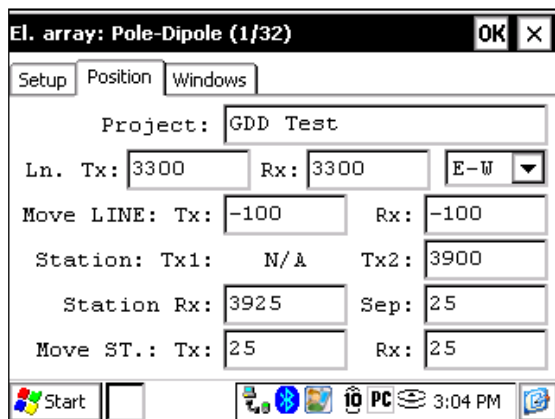 El. array: Pole-Dipole (1/32) OK ×
Setup Position Windows
Project: GDD Test
Ln. Tx: 3300 Rx: 3300 E-W
Move LINE: Tx: -100 Rx: -100
Station: Tx1: N/A Tx2: 3900
Station Rx: 3925 Sep: 25
Move ST.: Tx: 25 Rx: 25
Start PC 3:04 PM